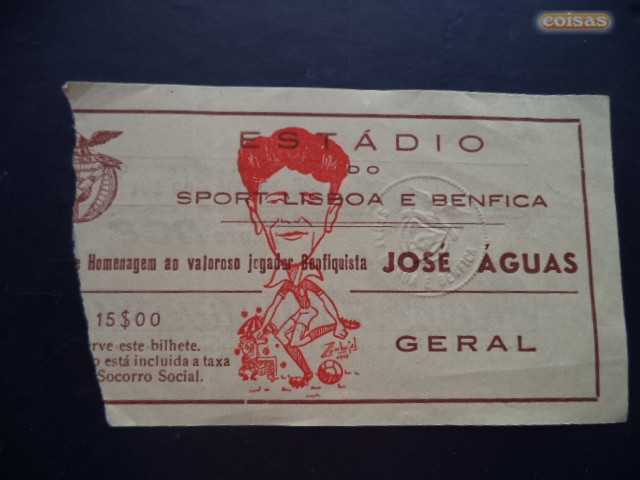 coisas
ESTÁDIO
DO
SPORT LISBOA E BENFICA
e Homenagem ao valoroso jogador Benfiquista JOSÉ ÁGUAS
15$00
erve este bilhete.
o está incluida a taxa
Socorro Social.
GERAL